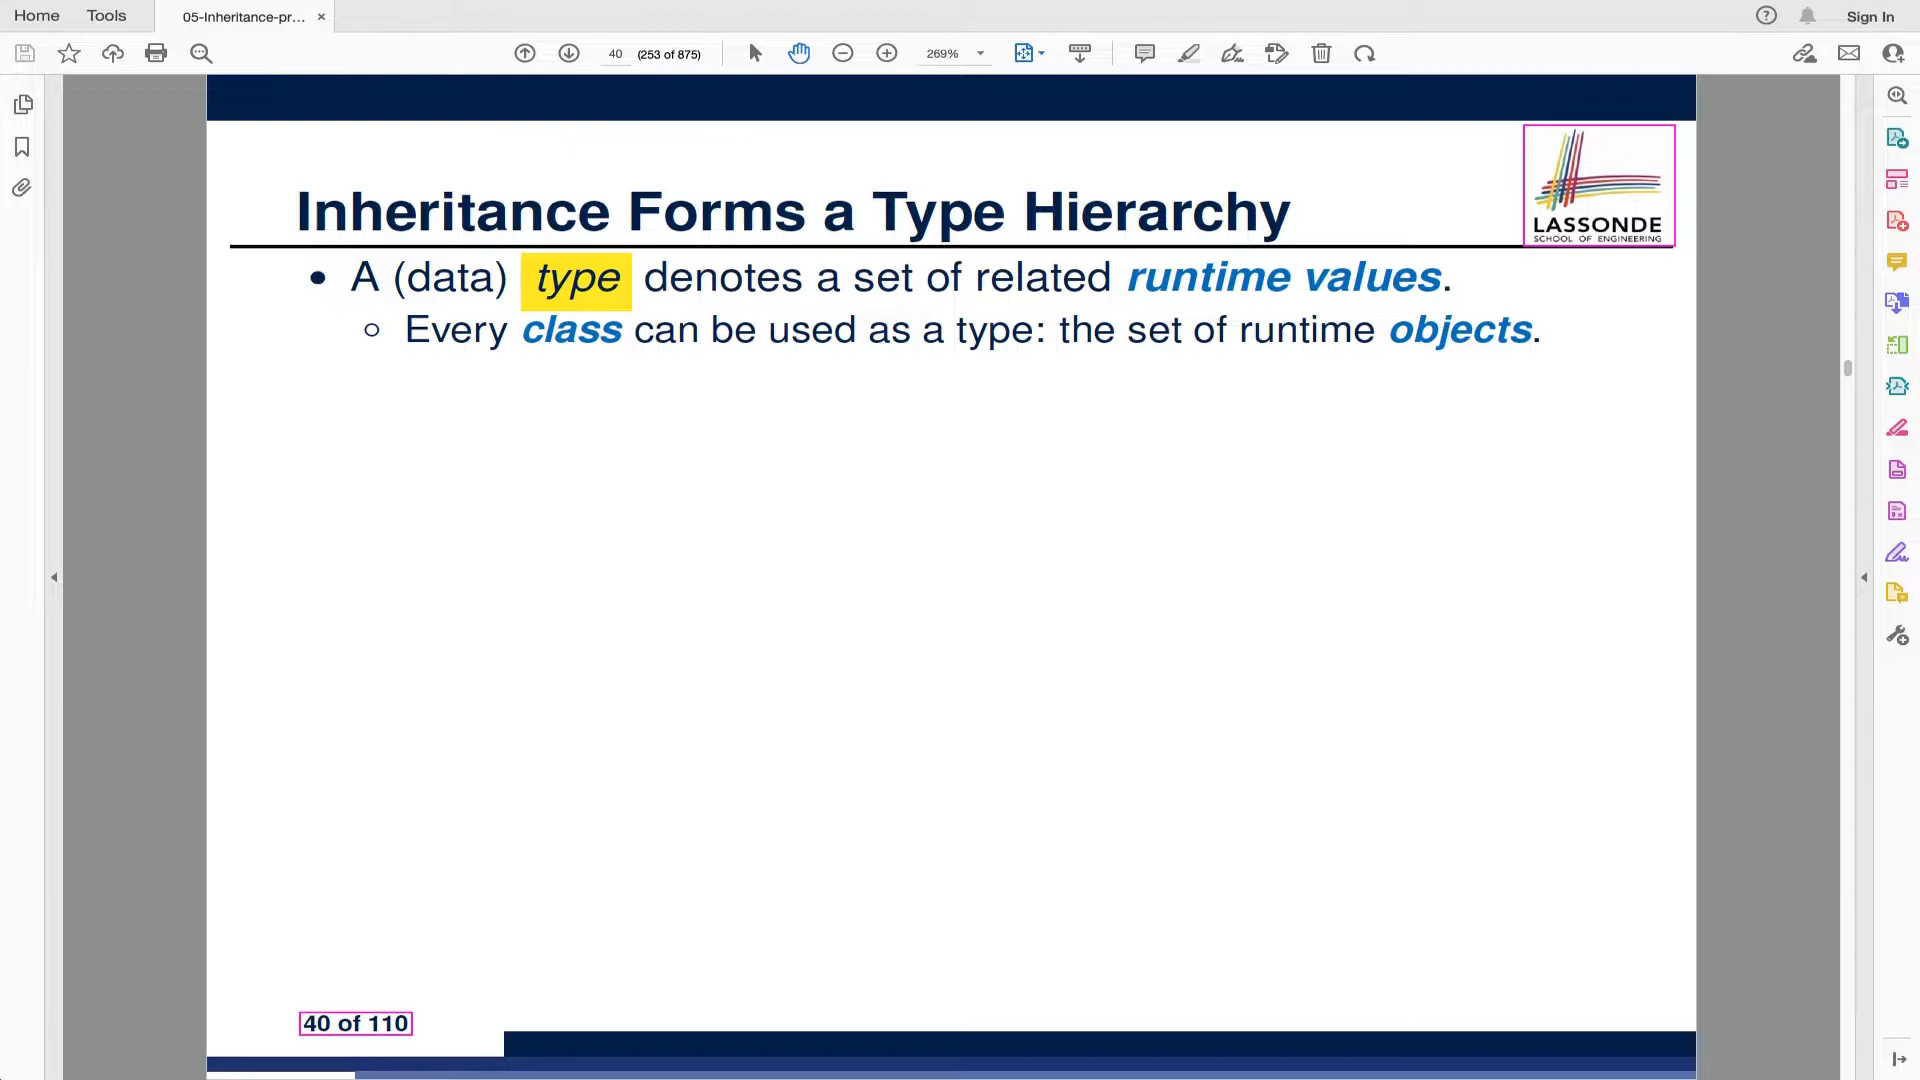 Home Tools 05-Inheritance-pr... × Sign In
40 (253 of 875) 269%
LASSONDE
SCHOOL OF ENGINEERING
Inheritance Forms a Type Hierarchy
• A (data) type denotes a set of related runtime values.
○ Every class can be used as a type: the set of runtime objects.
40 of 110